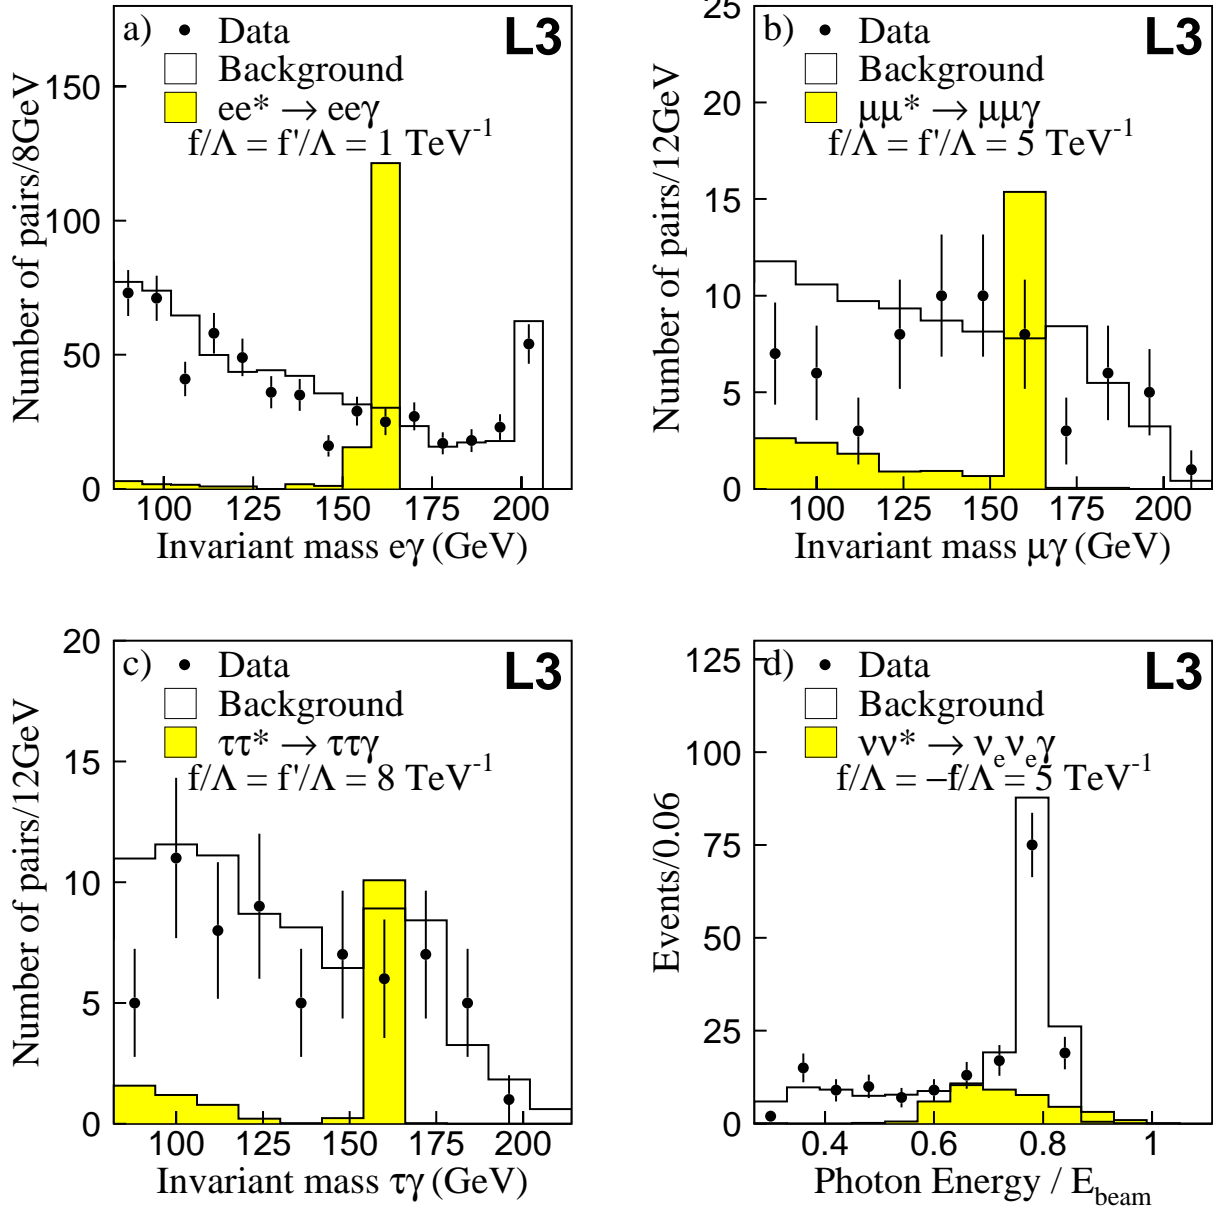 a) Data L3
Background
ee* → eeγ
f/Λ = f'/Λ = 1 TeV⁻¹
Number of pairs/8GeV
150
100
50
0
100 125 150 175 200
Invariant mass eγ (GeV)
b) Data L3
Background
μμ* → μμγ
f/Λ = f'/Λ = 5 TeV⁻¹
Number of pairs/12GeV
25
20
15
10
5
0
100 125 150 175 200
Invariant mass μγ (GeV)
c) Data L3
Background
ττ* → ττγ
f/Λ = f'/Λ = 8 TeV⁻¹
Number of pairs/12GeV
20
15
10
5
0
100 125 150 175 200
Invariant mass τγ (GeV)
d) Data L3
Background
νν* → νₑνₑγ
f/Λ = −f/Λ = 5 TeV⁻¹
Events/0.06
125
100
75
50
25
0
0.4 0.6 0.8 1
Photon Energy / E_beam